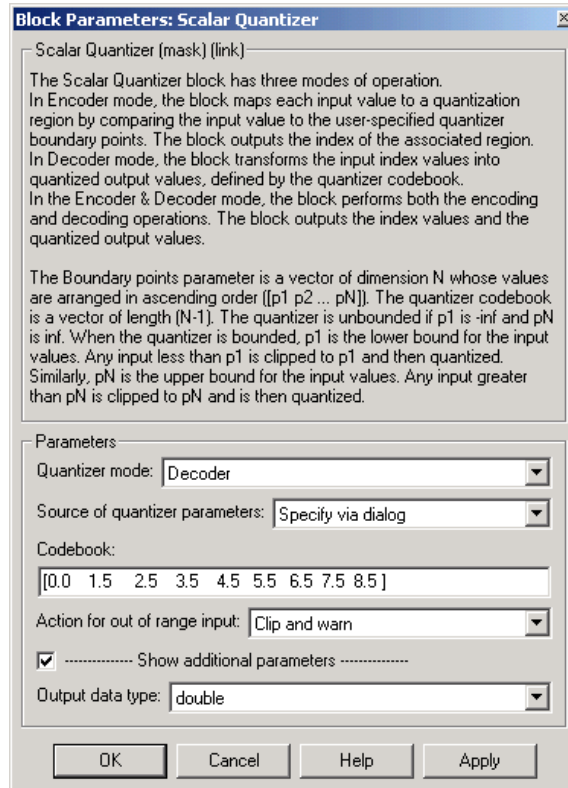 Block Parameters: Scalar Quantizer
Scalar Quantizer (mask) (link)
The Scalar Quantizer block has three modes of operation.
In Encoder mode, the block maps each input value to a quantization
region by comparing the input value to the user-specified quantizer
boundary points. The block outputs the index of the associated region.
In Decoder mode, the block transforms the input index values into
quantized output values, defined by the quantizer codebook.
In the Encoder & Decoder mode, the block performs both the encoding
and decoding operations. The block outputs the index values and the
quantized output values.
The Boundary points parameter is a vector of dimension N whose values
are arranged in ascending order ([p1 p2 ... pN]). The quantizer codebook
is a vector of length (N-1). The quantizer is unbounded if p1 is -inf and pN
is inf. When the quantizer is bounded, p1 is the lower bound for the input
values. Any input less than p1 is clipped to p1 and then quantized.
Similarly, pN is the upper bound for the input values. Any input greater
than pN is clipped to pN and is then quantized.
Parameters
Quantizer mode: Decoder
Source of quantizer parameters: Specify via dialog
Codebook:
[0.0 1.5 2.5 3.5 4.5 5.5 6.5 7.5 8.5 ]
Action for out of range input: Clip and warn
--------------- Show additional parameters ---------------
Output data type: double
OK Cancel Help Apply